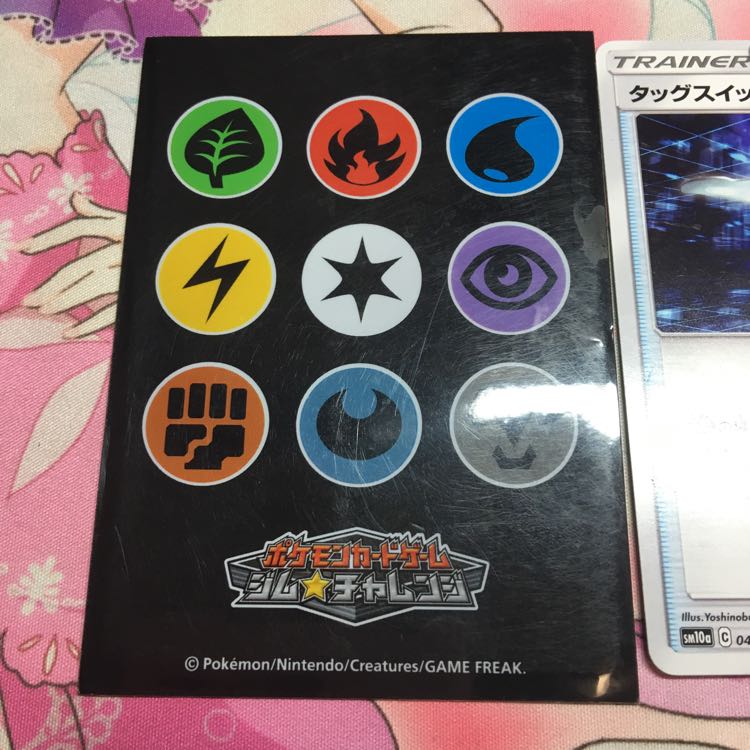 ポケモンカードゲーム
ジム☆チャレンジ
© Pokémon/Nintendo/Creatures/GAME FREAK.
TRAINER
タッグスイッ
Illus.Yoshinobu
sm10a C 04